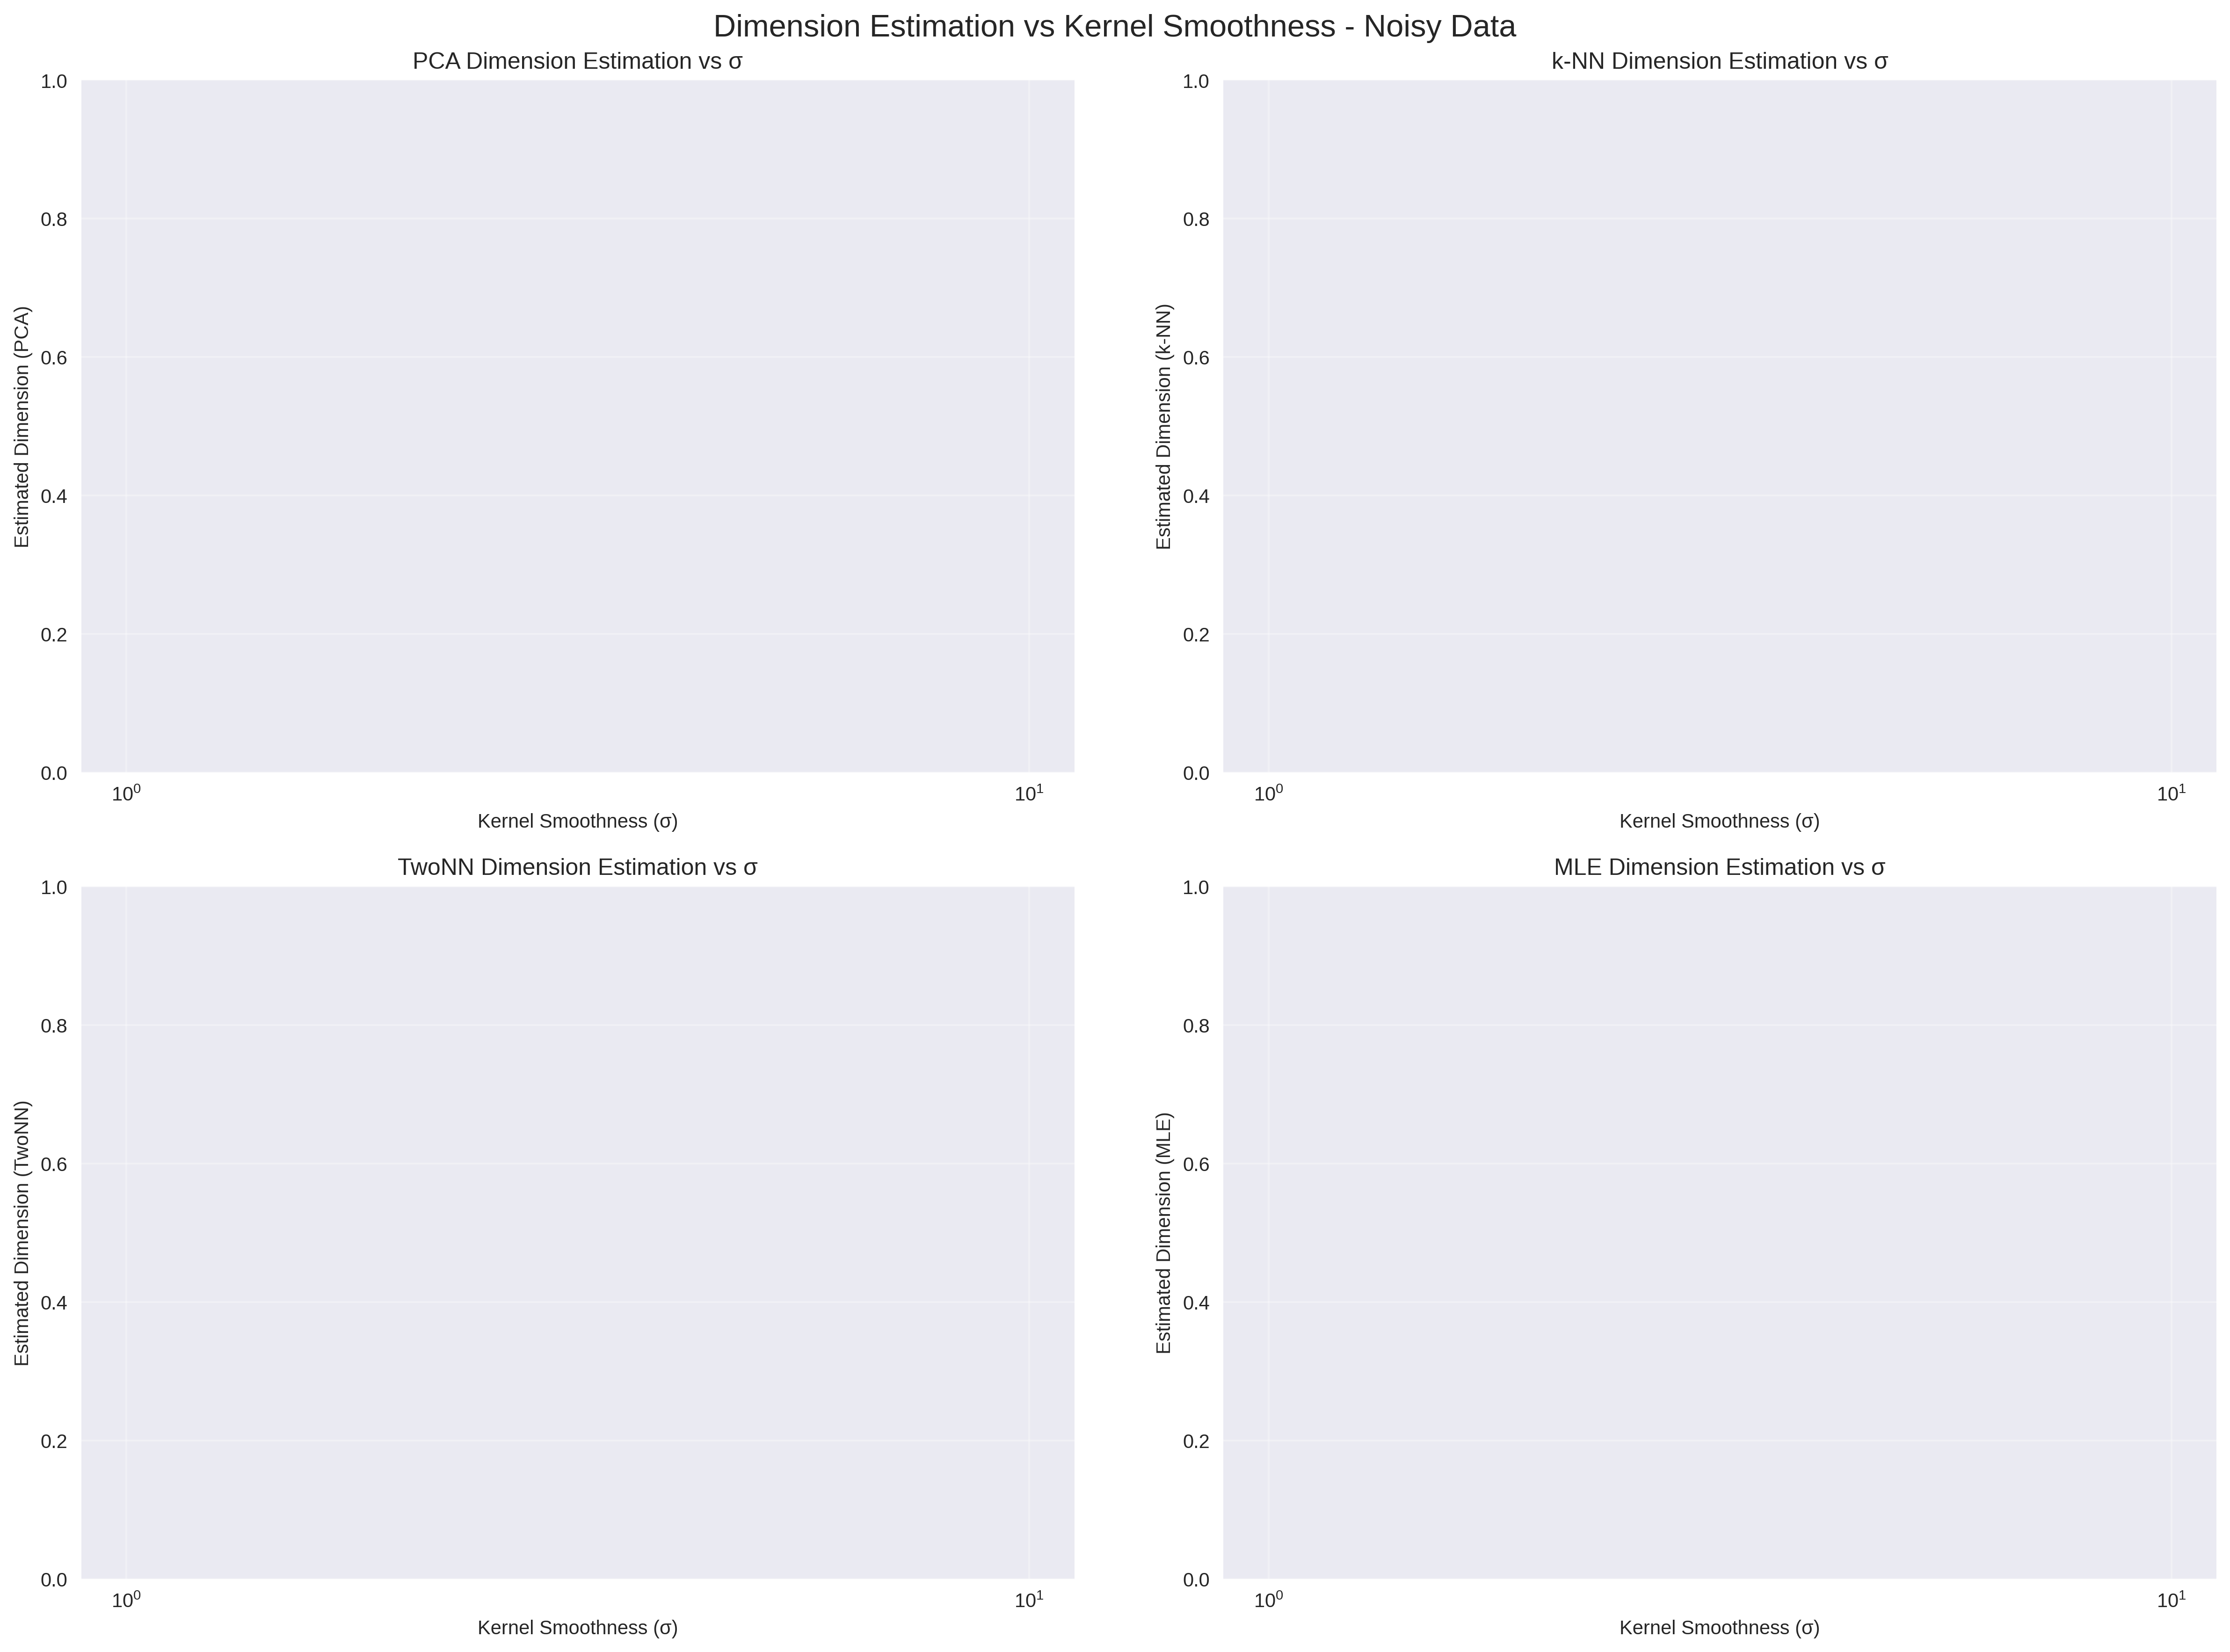 Dimension Estimation vs Kernel Smoothness - Noisy Data
PCA Dimension Estimation vs σ
1.0
0.8
0.6
0.4
0.2
0.0
Estimated Dimension (PCA)
10⁰
10¹
Kernel Smoothness (σ)
k-NN Dimension Estimation vs σ
1.0
0.8
0.6
0.4
0.2
0.0
Estimated Dimension (k-NN)
10⁰
10¹
Kernel Smoothness (σ)
TwoNN Dimension Estimation vs σ
1.0
0.8
0.6
0.4
0.2
0.0
Estimated Dimension (TwoNN)
10⁰
10¹
Kernel Smoothness (σ)
MLE Dimension Estimation vs σ
1.0
0.8
0.6
0.4
0.2
0.0
Estimated Dimension (MLE)
10⁰
10¹
Kernel Smoothness (σ)